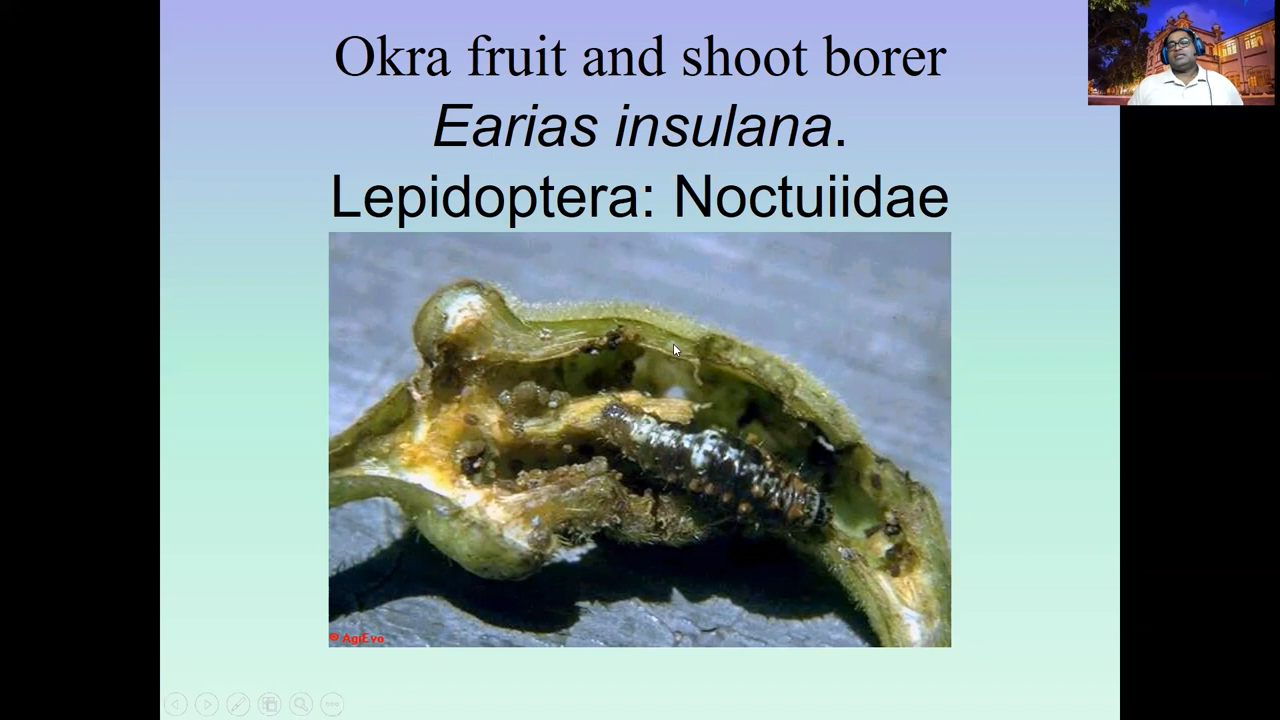 Okra fruit and shoot borer
Earias insulana.
Lepidoptera: Noctuiidae
© AgrEvo